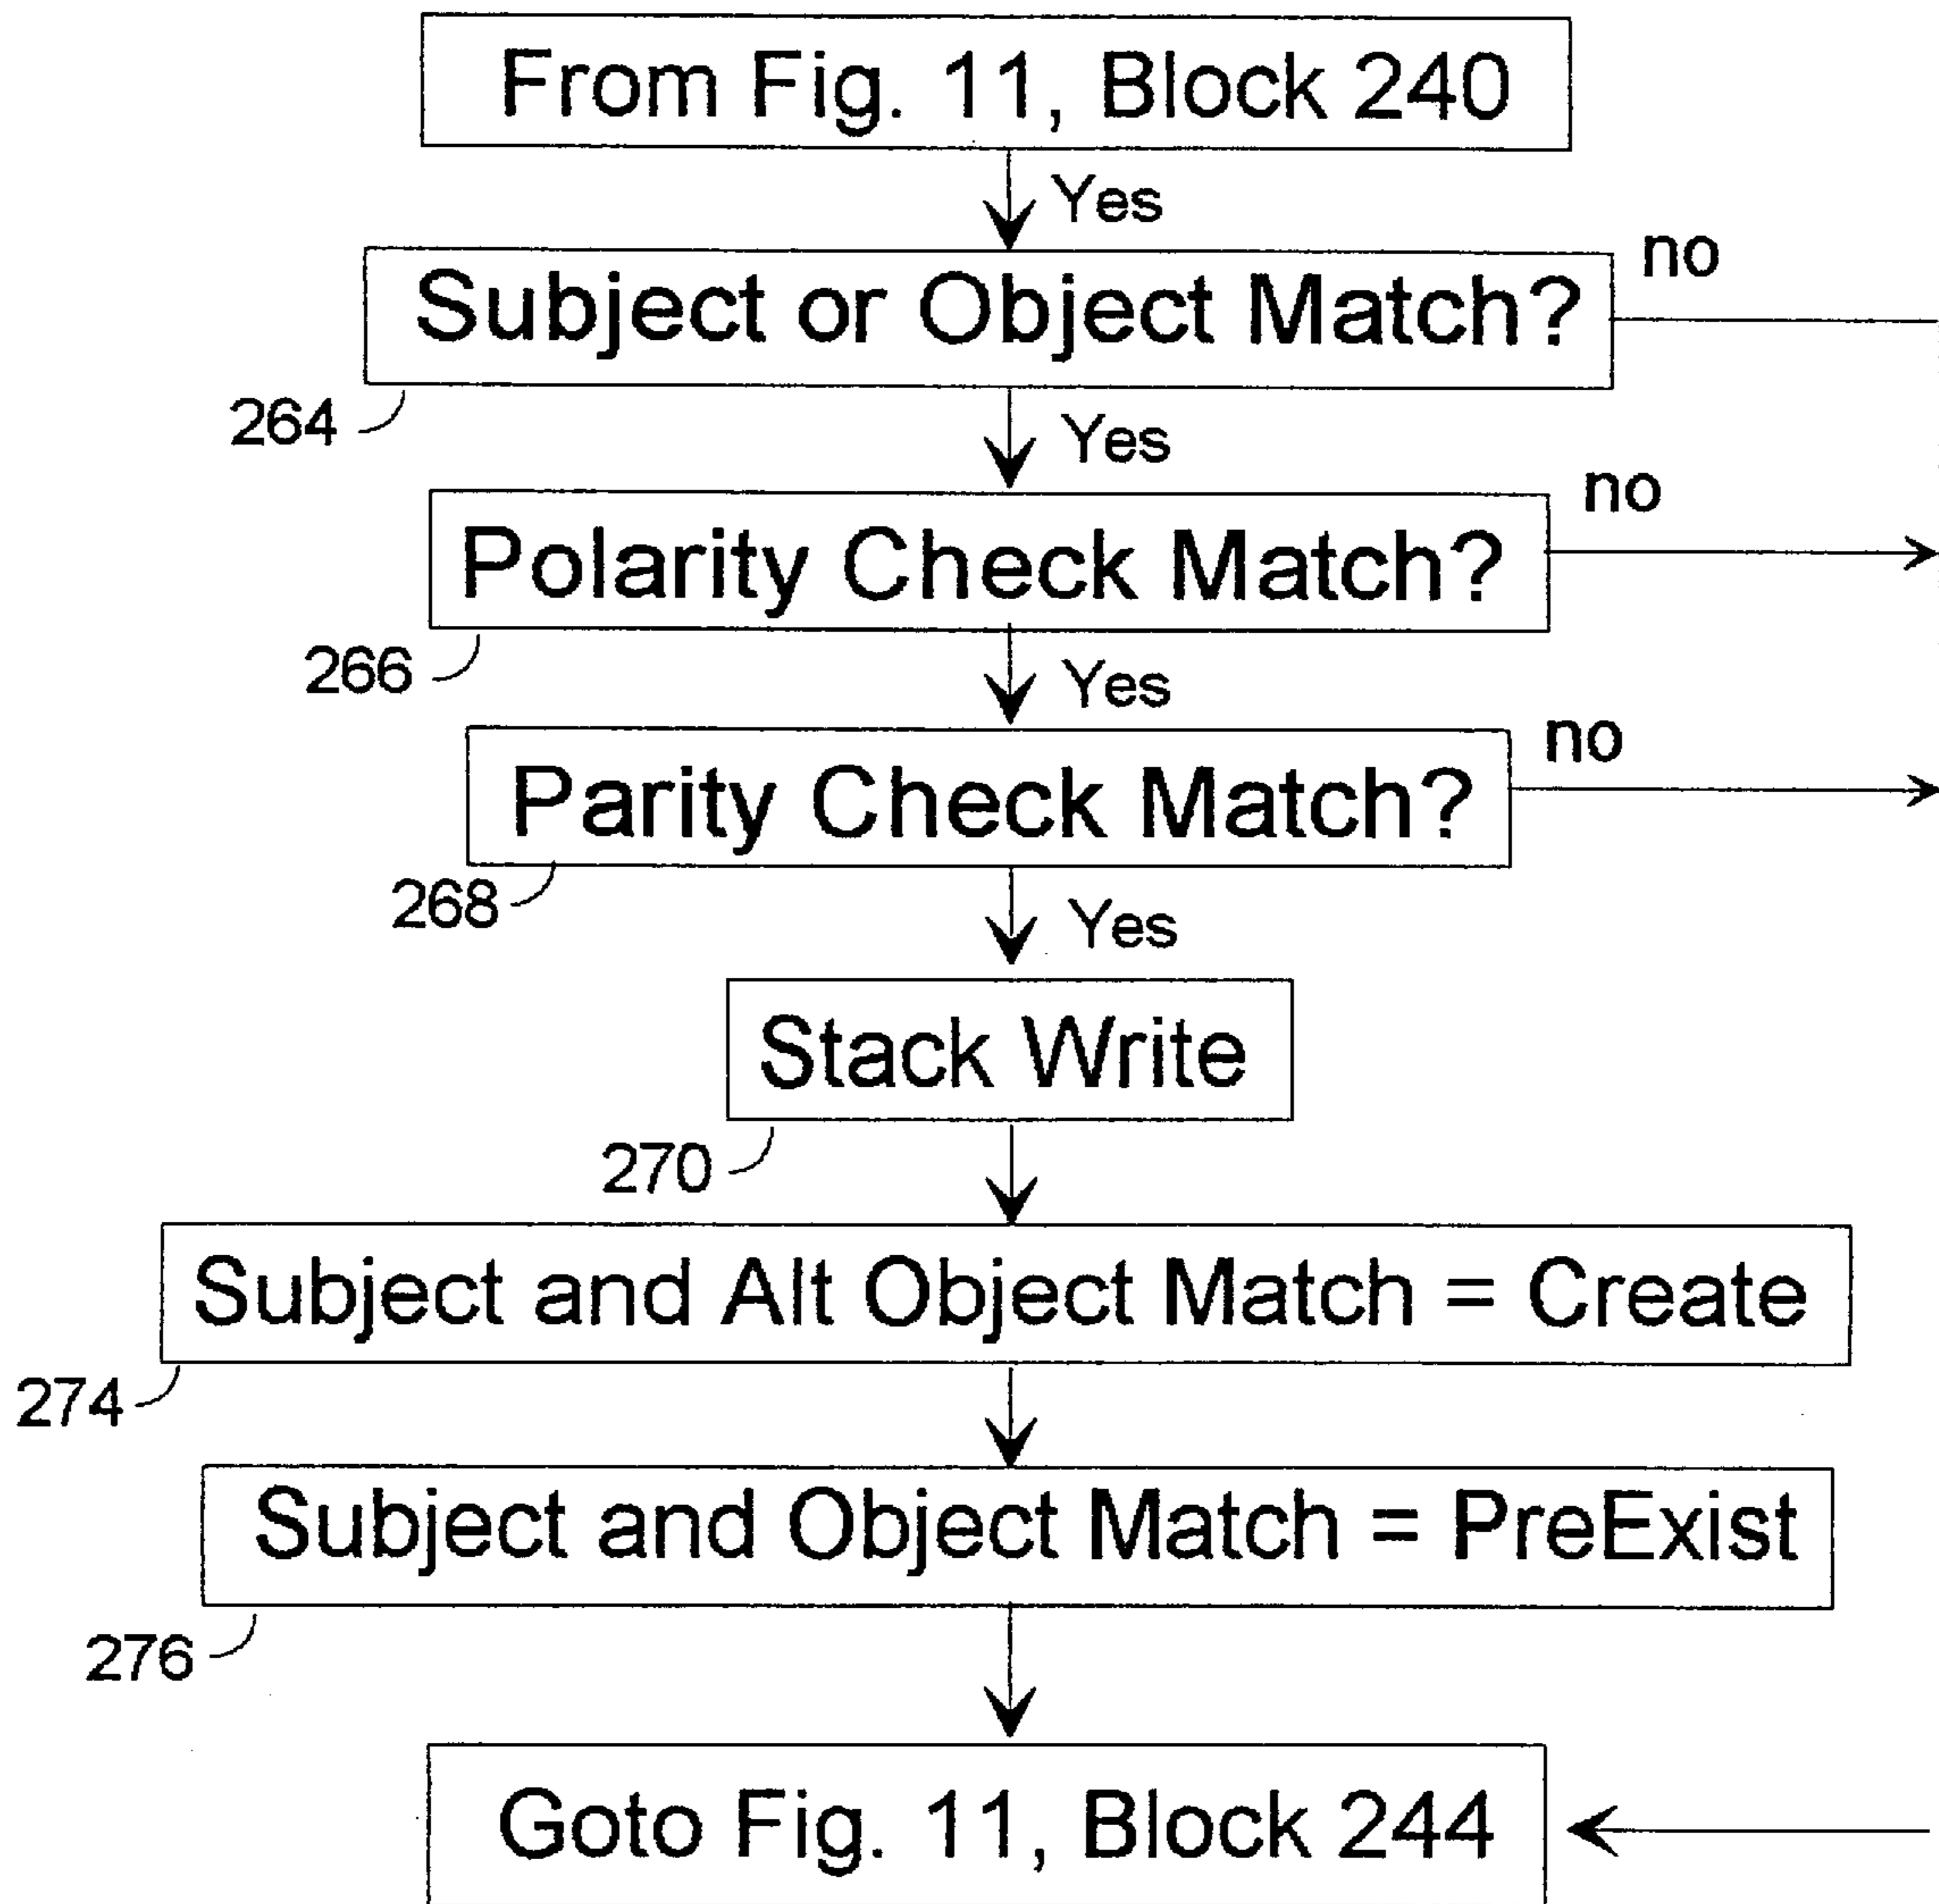 From Fig. 11, Block 240
Yes
Subject or Object Match?
no
264
Yes
Polarity Check Match?
no
266
Yes
Parity Check Match?
no
268
Yes
Stack Write
270
Subject and Alt Object Match = Create
274
Subject and Object Match = PreExist
276
Goto Fig. 11, Block 244